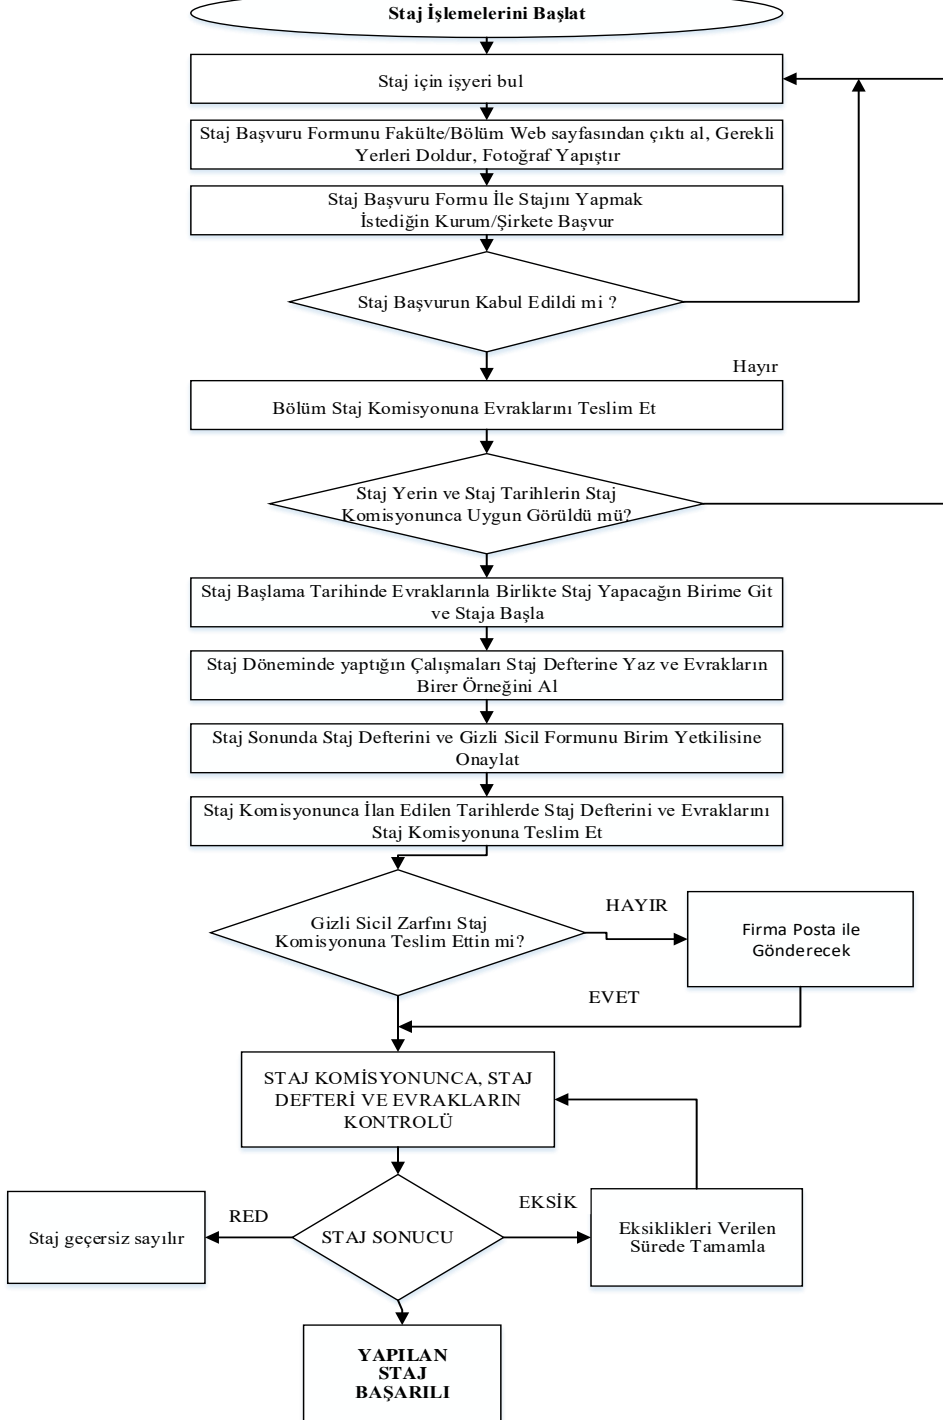 Staj İşlemelerini Başlat
Staj için işyeri bul
Staj Başvuru Formunu Fakülte/Bölüm Web sayfasından çıktı al, Gerekli
Yerleri Doldur, Fotoğraf Yapıştır
Staj Başvuru Formu İle Stajını Yapmak
İstediğin Kurum/Şirkete Başvur
Staj Başvurun Kabul Edildi mi ?
Hayır
Bölüm Staj Komisyonuna Evraklarını Teslim Et
Staj Yerin ve Staj Tarihlerin Staj
Komisyonunca Uygun Görüldü mü?
Staj Başlama Tarihinde Evraklarınla Birlikte Staj Yapacağın Birime Git
ve Staja Başla
Staj Döneminde yaptığın Çalışmaları Staj Defterine Yaz ve Evrakların
Birer Örneğini Al
Staj Sonunda Staj Defterini ve Gizli Sicil Formunu Birim Yetkilisine
Onaylat
Staj Komisyonunca İlan Edilen Tarihlerde Staj Defterini ve Evraklarını
Staj Komisyonuna Teslim Et
Gizli Sicil Zarfını Staj
Komisyonuna Teslim Ettin mi?
HAYIR
Firma Posta ile
Gönderecek
EVET
STAJ KOMİSYONUNCA, STAJ
DEFTERİ VE EVRAKLARIN
KONTROLÜ
Staj geçersiz sayılır
RED
STAJ SONUCU
EKSİK
Eksiklikleri Verilen
Sürede Tamamla
YAPILAN
STAJ
BAŞARILI